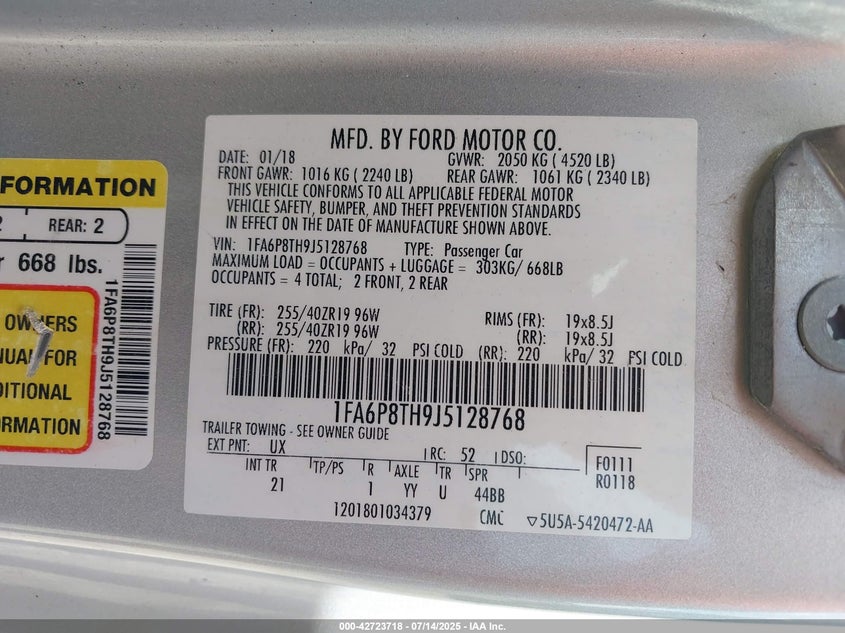 MFD. BY FORD MOTOR CO.
DATE: 01/18 GVWR: 2050 KG ( 4520 LB)
FRONT GAWR: 1016 KG ( 2240 LB) REAR GAWR: 1061 KG ( 2340 LB)
THIS VEHICLE CONFORMS TO ALL APPLICABLE FEDERAL MOTOR
VEHICLE SAFETY, BUMPER, AND THEFT PREVENTION STANDARDS
IN EFFECT ON THE DATE OF MANUFACTURE SHOWN ABOVE.
VIN: 1FA6P8TH9J5128768 TYPE: Passenger Car
MAXIMUM LOAD = OCCUPANTS + LUGGAGE = 303KG/ 668LB
OCCUPANTS = 4 TOTAL; 2 FRONT, 2 REAR
TIRE (FR): 255/40ZR19 96W RIMS (FR): 19x8.5J
(RR): 255/40ZR19 96W (RR): 19x8.5J
PRESSURE (FR): 220 kPa/ 32 PSI COLD (RR): 220 kPa/ 32 PSI COLD
1FA6P8TH9J5128768
TRAILER TOWING - SEE OWNER GUIDE
EXT PNT: UX RC: 52 DSO:
F0111
R0118
INT TR TP/PS R AXLE TR SPR
21 1 YY U 44BB
1201801034379 CMC ▽5U5A-5420472-AA
FORMATION
2 REAR: 2
r 668 lbs.
1FA6P8TH9J5128768
OWNERS
NUAL FOR
DITIONAL
ORMATION
000-42723718 - 07/14/2025 - IAA Inc.